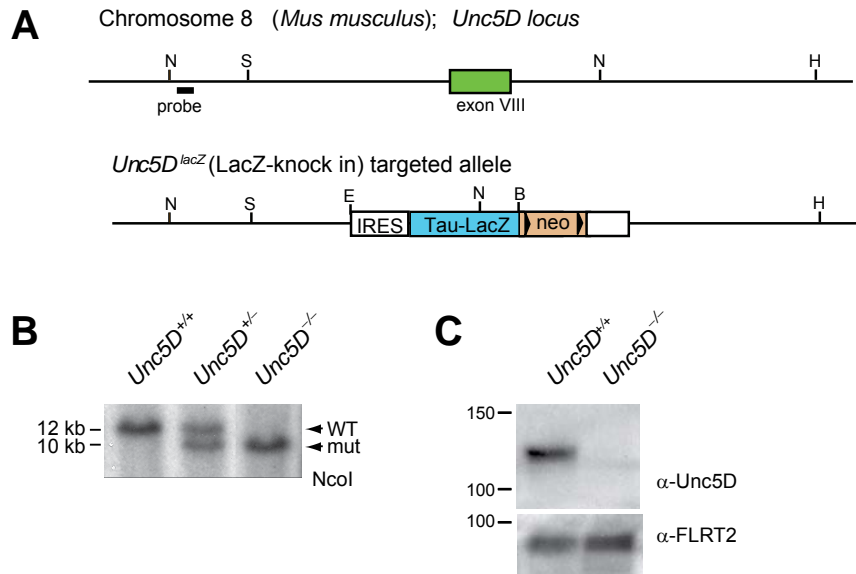 A
Chromosome 8 (Mus musculus); Unc5D locus
N S N H
probe
exon VIII
Unc5D lacZ (LacZ-knock in) targeted allele
N S E N B H
IRES Tau-LacZ neo
B
Unc5D+/+ Unc5D+/- Unc5D-/-
12 kb WT
10 kb mut
NcoI
C
Unc5D+/+ Unc5D-/-
150
100
α-Unc5D
100
α-FLRT2